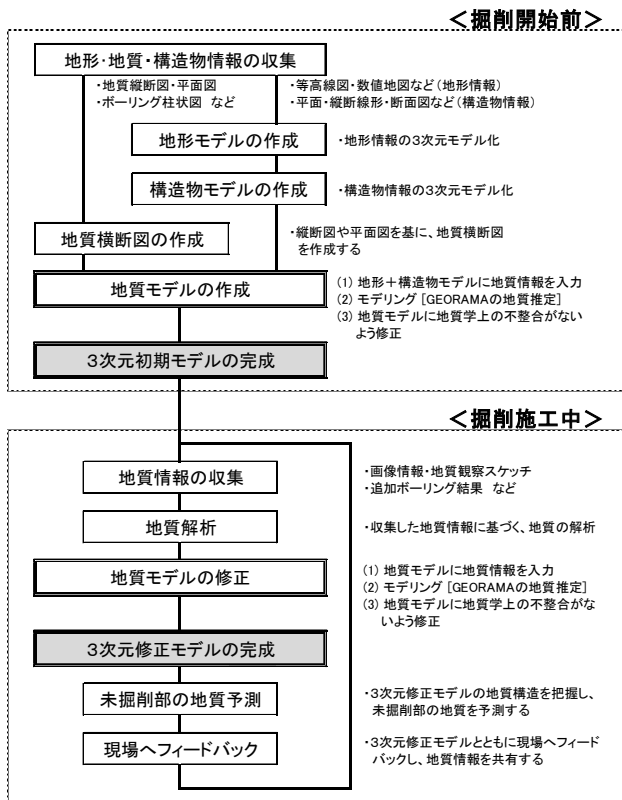 ＜掘削開始前＞
地形・地質・構造物情報の収集
・地質縦断図・平面図
・ボーリング柱状図 など
・等高線図・数値地図など（地形情報）
・平面・縦断線形・断面図など（構造物情報）
地形モデルの作成
・地形情報の3次元モデル化
構造物モデルの作成
・構造物情報の3次元モデル化
地質横断図の作成
・縦断図や平面図を基に、地質横断図
を作成する
地質モデルの作成
(1) 地形＋構造物モデルに地質情報を入力
(2) モデリング [GEORAMAの地質推定]
(3) 地質モデルに地質学上の不整合がない
よう修正
3次元初期モデルの完成
＜掘削施工中＞
地質情報の収集
・画像情報・地質観察スケッチ
・追加ボーリング結果 など
地質解析
・収集した地質情報に基づく、地質の解析
地質モデルの修正
(1) 地質モデルに地質情報を入力
(2) モデリング [GEORAMAの地質推定]
(3) 地質モデルに地質学上の不整合がな
いよう修正
3次元修正モデルの完成
未掘削部の地質予測
・3次元修正モデルの地質構造を把握し、
未掘削部の地質を予測する
現場へフィードバック
・3次元修正モデルとともに現場へフィード
バックし、地質情報を共有する